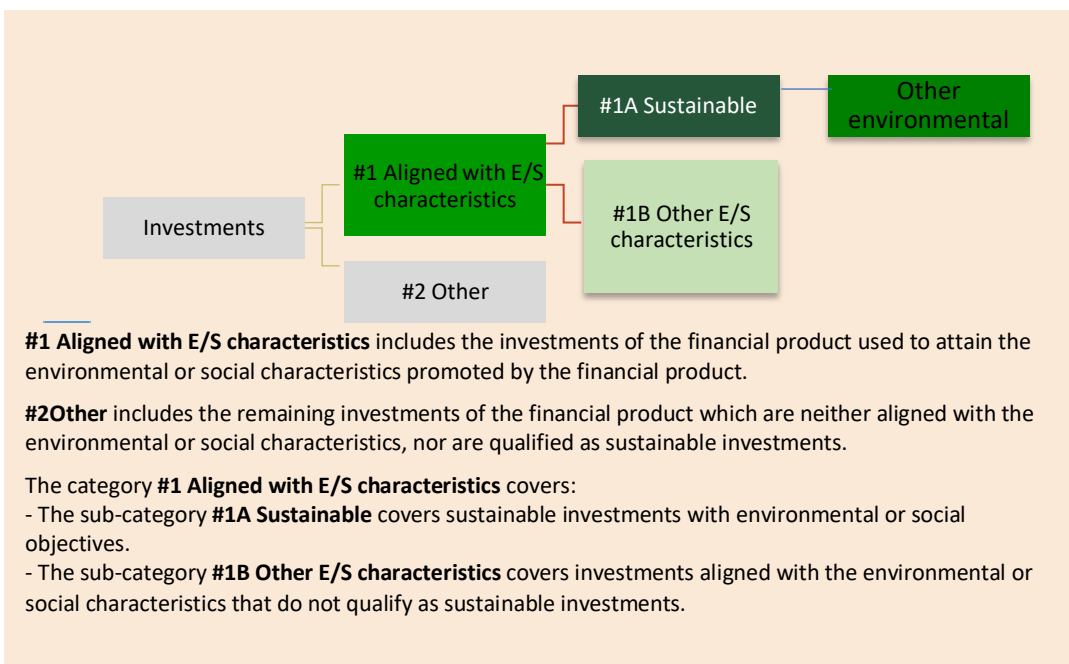 #1A Sustainable
Other
environmental
#1 Aligned with E/S
characteristics
#1B Other E/S
characteristics
Investments
#2 Other
#1 Aligned with E/S characteristics includes the investments of the financial product used to attain the
environmental or social characteristics promoted by the financial product.
#2Other includes the remaining investments of the financial product which are neither aligned with the
environmental or social characteristics, nor are qualified as sustainable investments.
The category #1 Aligned with E/S characteristics covers:
- The sub-category #1A Sustainable covers sustainable investments with environmental or social
objectives.
- The sub-category #1B Other E/S characteristics covers investments aligned with the environmental or
social characteristics that do not qualify as sustainable investments.